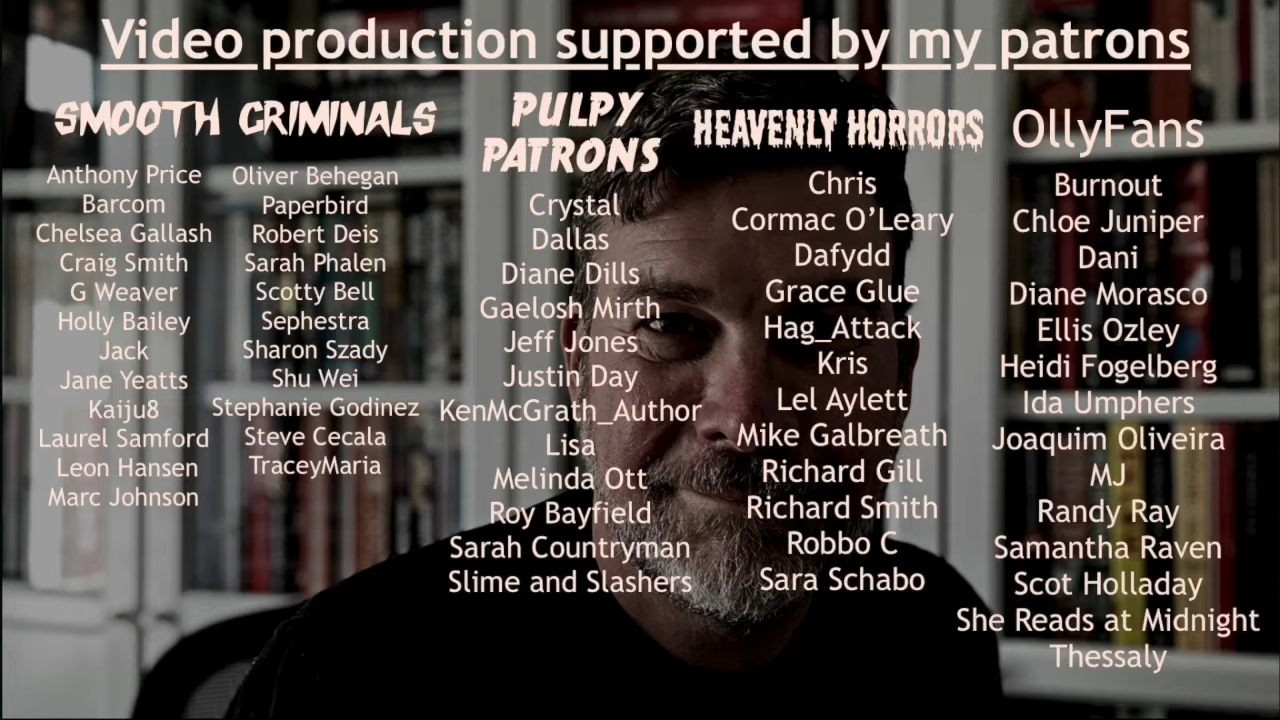 Video production supported by my patrons
SMOOTH CRIMINALS
Anthony Price
Barcom
Chelsea Gallash
Craig Smith
G Weaver
Holly Bailey
Jack
Jane Yeatts
Kaiju8
Laurel Samford
Leon Hansen
Marc Johnson
Oliver Behegan
Paperbird
Robert Deis
Sarah Phalen
Scotty Bell
Sephestra
Sharon Szady
Shu Wei
Stephanie Godinez
Steve Cecala
TraceyMaria
PULPY
PATRONS
Crystal
Dallas
Diane Dills
Gaelosh Mirth
Jeff Jones
Justin Day
KenMcGrath_Author
Lisa
Melinda Ott
Roy Bayfield
Sarah Countryman
Slime and Slashers
HEAVENLY HORRORS
Chris
Cormac O’Leary
Dafydd
Grace Glue
Hag_Attack
Kris
Lel Aylett
Mike Galbreath
Richard Gill
Richard Smith
Robbo C
Sara Schabo
OllyFans
Burnout
Chloe Juniper
Dani
Diane Morasco
Ellis Ozley
Heidi Fogelberg
Ida Umphers
Joaquim Oliveira
MJ
Randy Ray
Samantha Raven
Scot Holladay
She Reads at Midnight
Thessaly